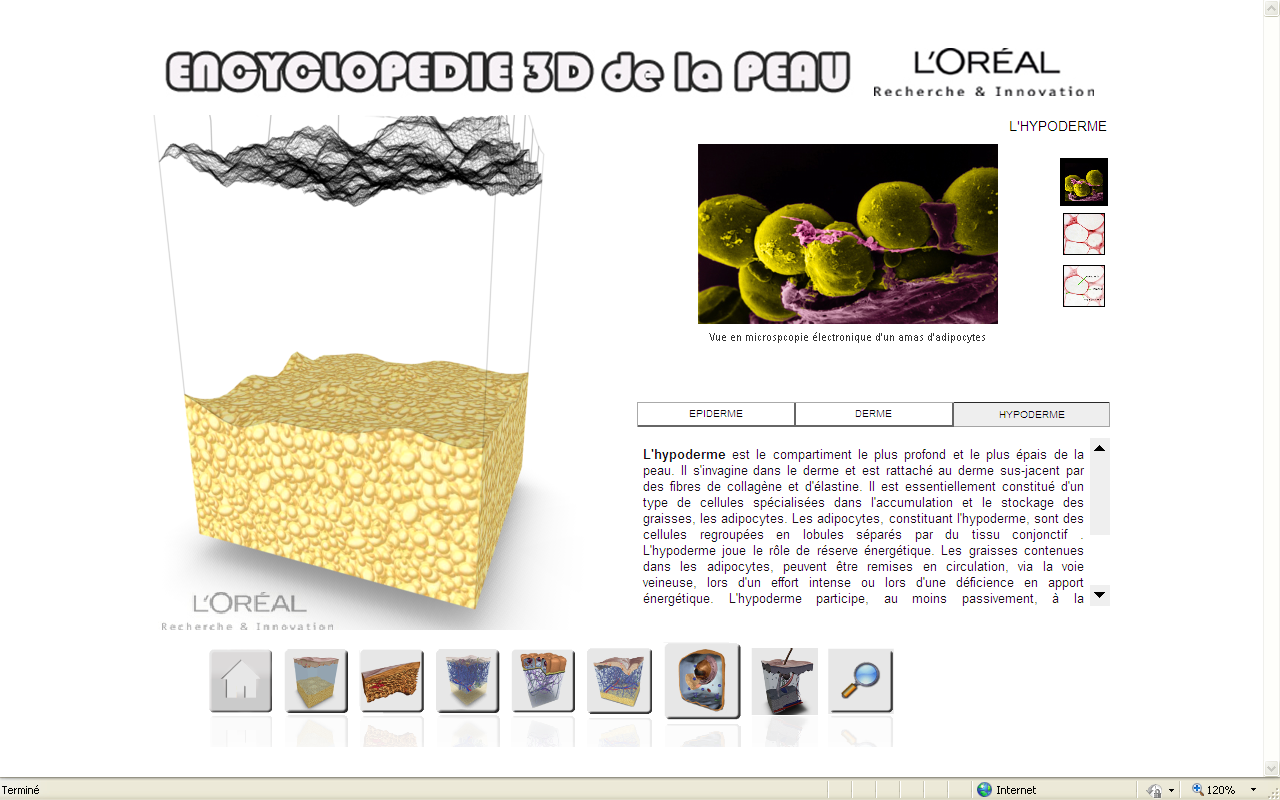 ENCYCLOPEDIE 3D de la PEAU
L'ORÉAL
Recherche & Innovation
L'HYPODERME
Vue en microspcopie électronique d'un amas d'adipocytes
EPIDERME
DERME
HYPODERME
L'hypoderme est le compartiment le plus profond et le plus épais de la
peau. Il s'invagine dans le derme et est rattaché au derme sus-jacent par
des fibres de collagène et d'élastine. Il est essentiellement constitué d'un
type de cellules spécialisées dans l'accumulation et le stockage des
graisses, les adipocytes. Les adipocytes, constituant l'hypoderme, sont des
cellules regroupées en lobules séparés par du tissu conjonctif .
L'hypoderme joue le rôle de réserve énergétique. Les graisses contenues
dans les adipocytes, peuvent être remises en circulation, via la voie
veineuse, lors d'un effort intense ou lors d'une déficience en apport
énergétique. L'hypoderme participe, au moins passivement, à la
L'ORÉAL
Recherche & Innovation
Terminé
Internet
120%